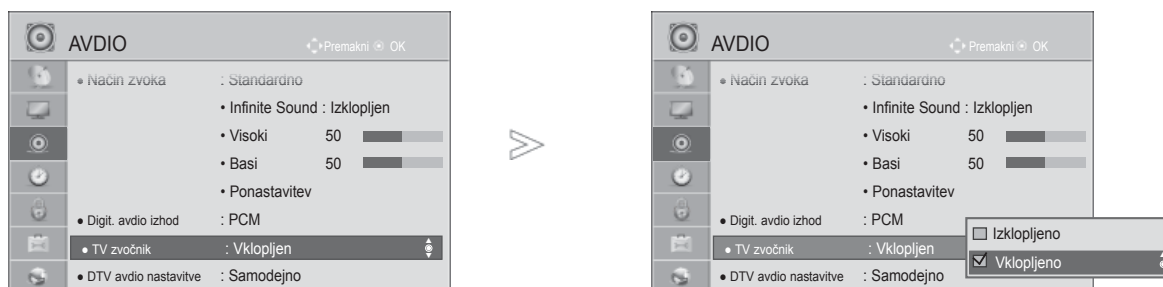 AVDIO
Premakni OK
• Način zvoka : Standardno
• Infinite Sound : Izklopljen
• Visoki 50
• Basi 50
• Ponastavitev
• Digit. avdio izhod : PCM
• TV zvočnik : Vklopljen
• DTV avdio nastavitve : Samodejno
>
AVDIO
Premakni OK
• Način zvoka : Standardno
• Infinite Sound : Izklopljen
• Visoki 50
• Basi 50
• Ponastavitev
• Digit. avdio izhod : PCM
• TV zvočnik : Vklopljen
• DTV avdio nastavitve : Samodejno
Izklopljeno
Vklopljeno